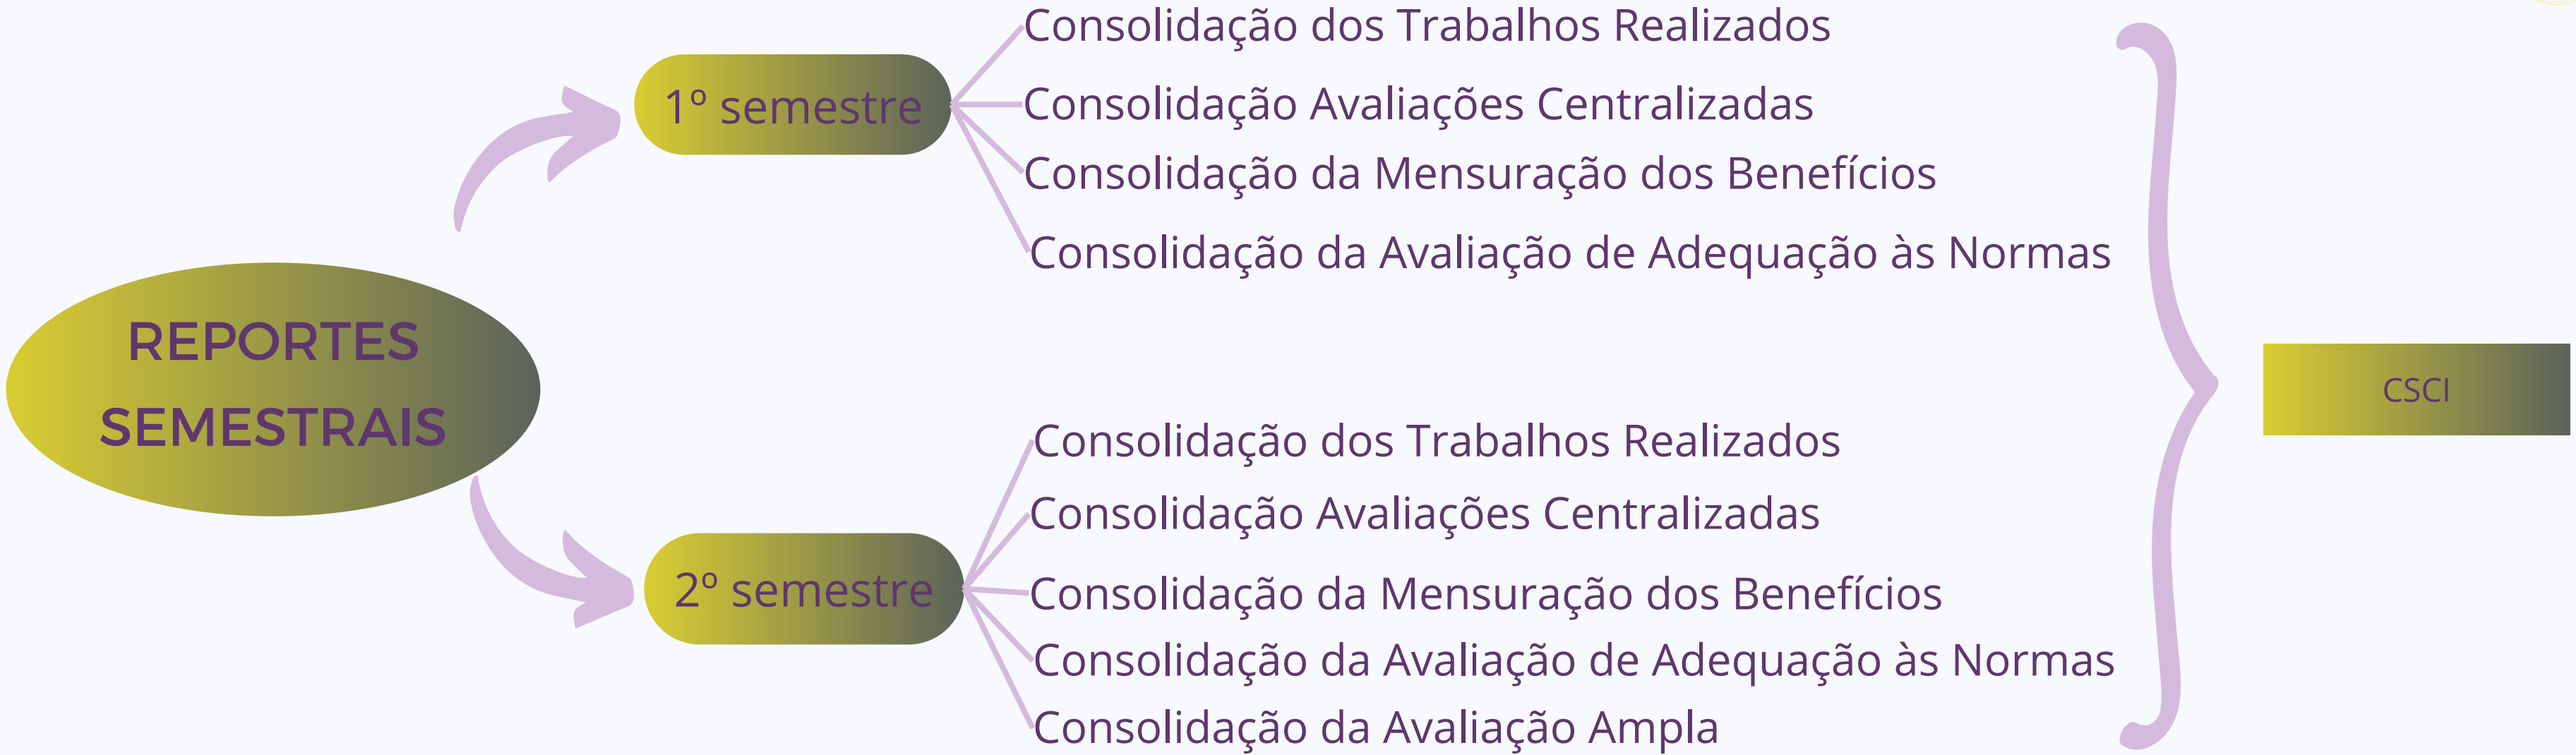 REPORTES
SEMESTRAIS
1º semestre
Consolidação dos Trabalhos Realizados
Consolidação Avaliações Centralizadas
Consolidação da Mensuração dos Benefícios
Consolidação da Avaliação de Adequação às Normas
2º semestre
Consolidação dos Trabalhos Realizados
Consolidação Avaliações Centralizadas
Consolidação da Mensuração dos Benefícios
Consolidação da Avaliação de Adequação às Normas
Consolidação da Avaliação Ampla
CSCI